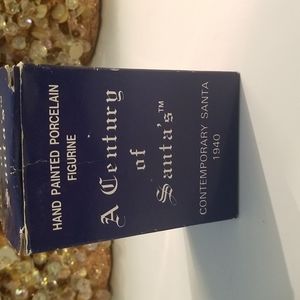 HAND PAINTED PORCELAIN
FIGURINE
A Century
of
Santa's™
CONTEMPORARY SANTA
1940